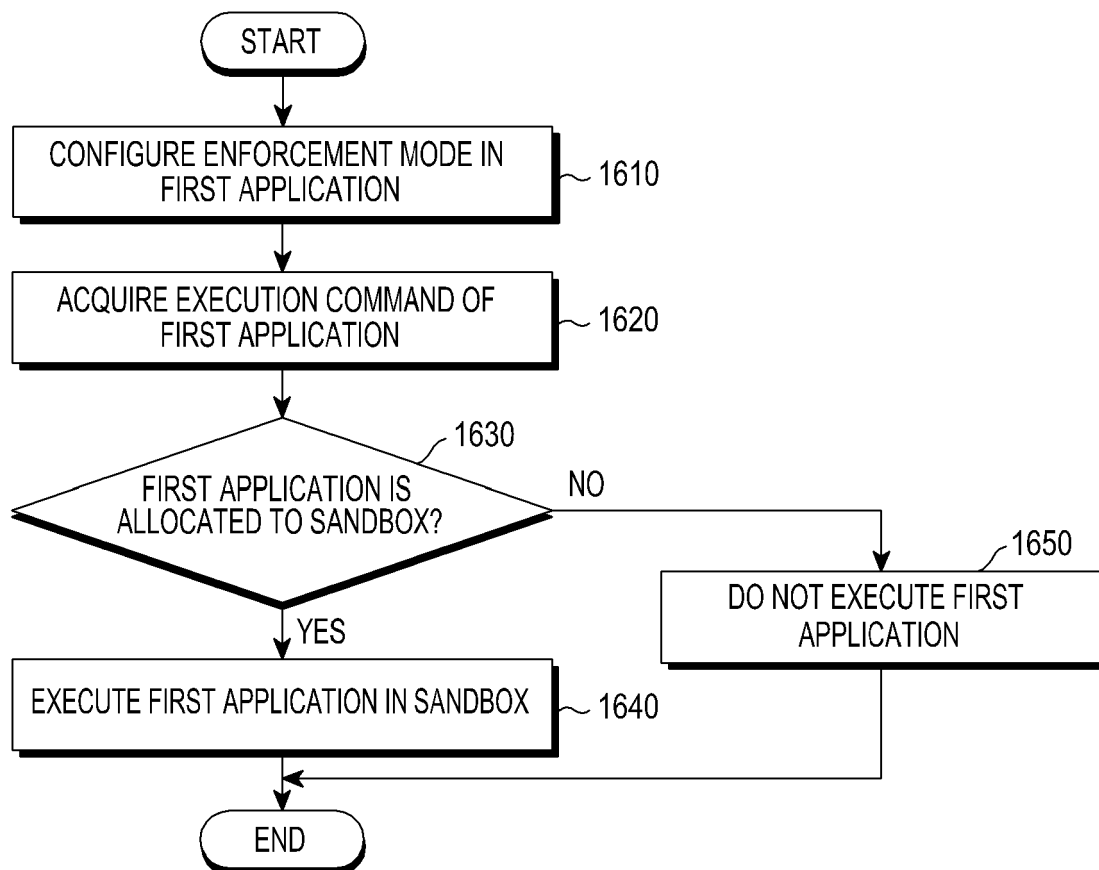 START
CONFIGURE ENFORCEMENT MODE IN
FIRST APPLICATION
1610
ACQUIRE EXECUTION COMMAND OF
FIRST APPLICATION
1620
1630
FIRST APPLICATION IS
ALLOCATED TO SANDBOX?
NO
YES
1650
DO NOT EXECUTE FIRST
APPLICATION
EXECUTE FIRST APPLICATION IN SANDBOX
1640
END